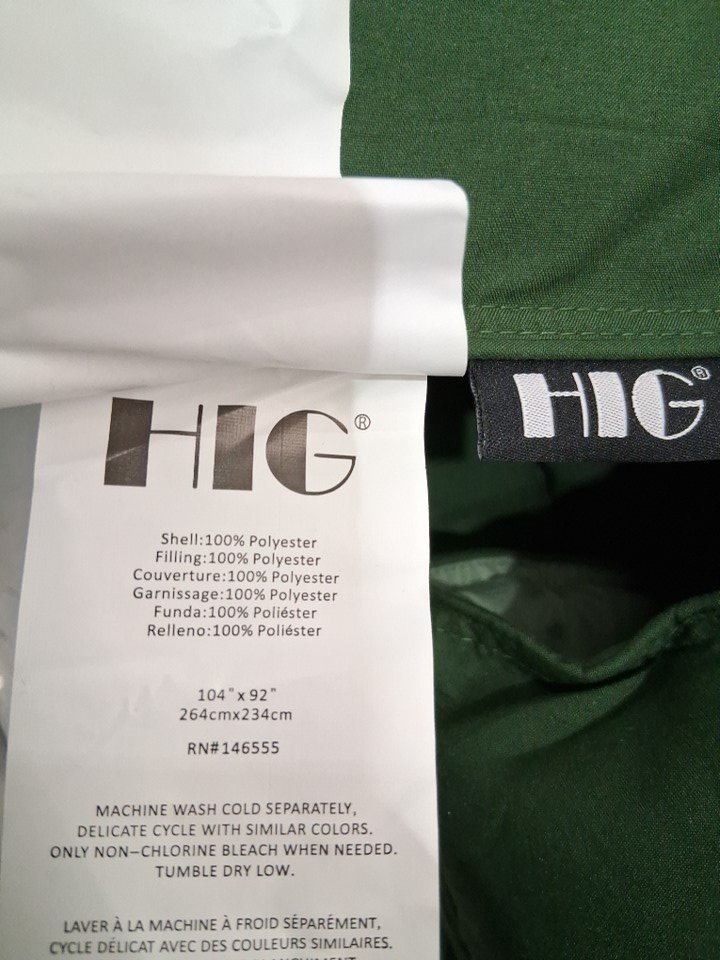 HIG®
HIG®
Shell:100% Polyester
Filling:100% Polyester
Couverture:100% Polyester
Garnissage:100% Polyester
Funda:100% Poliéster
Relleno:100% Poliéster
104"x 92"
264cmx234cm
RN#146555
MACHINE WASH COLD SEPARATELY,
DELICATE CYCLE WITH SIMILAR COLORS.
ONLY NON–CHLORINE BLEACH WHEN NEEDED.
TUMBLE DRY LOW.
LAVER À LA MACHINE À FROID SÉPARÉMENT,
CYCLE DÉLICAT AVEC DES COULEURS SIMILAIRES.